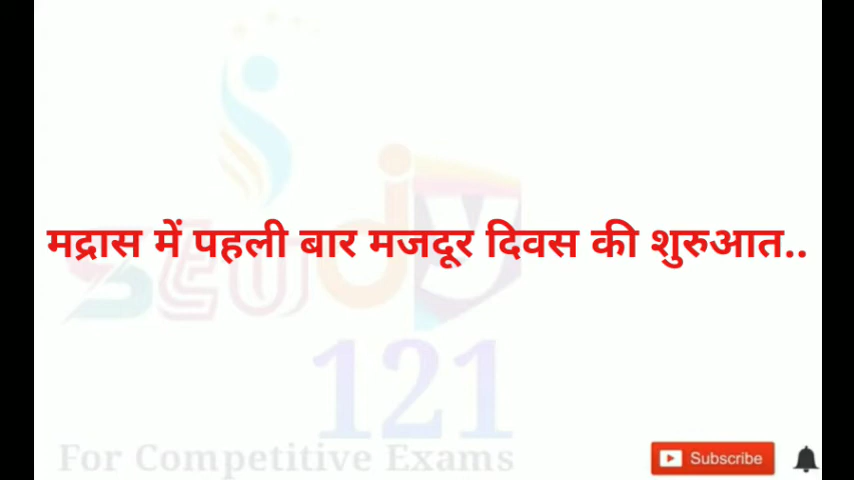 मद्रास में पहली बार मजदूर दिवस की शुरुआत..
Study
121
For Competitive Exams
Subscribe